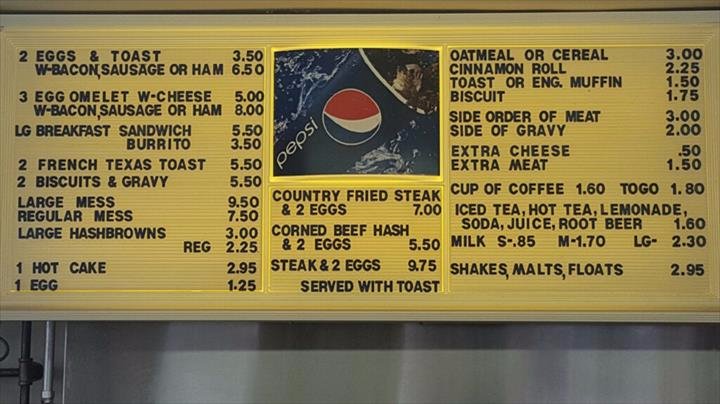 2 EGGS & TOAST 3.50
W-BACON, SAUSAGE OR HAM 6.50
3 EGG OMELET W-CHEESE 5.00
W-BACON, SAUSAGE OR HAM 8.00
LG BREAKFAST SANDWICH 5.50
BURRITO 3.50
2 FRENCH TEXAS TOAST 5.50
2 BISCUITS & GRAVY 5.50
LARGE MESS 9.50
REGULAR MESS 7.50
LARGE HASHBROWNS 3.00
REG 2.25
1 HOT CAKE 2.95
1 EGG 1.25
pepsi
COUNTRY FRIED STEAK
& 2 EGGS 7.00
CORNED BEEF HASH
& 2 EGGS 5.50
STEAK & 2 EGGS 9.75
SERVED WITH TOAST
OATMEAL OR CEREAL 3.00
CINNAMON ROLL 2.25
TOAST OR ENG. MUFFIN 1.50
BISCUIT 1.75
SIDE ORDER OF MEAT 3.00
SIDE OF GRAVY 2.00
EXTRA CHEESE .50
EXTRA MEAT 1.50
CUP OF COFFEE 1.60 TOGO 1.80
ICED TEA, HOT TEA, LEMONADE,
SODA, JUICE, ROOT BEER 1.60
MILK S-.85 M-1.70 LG- 2.30
SHAKES, MALTS, FLOATS 2.95